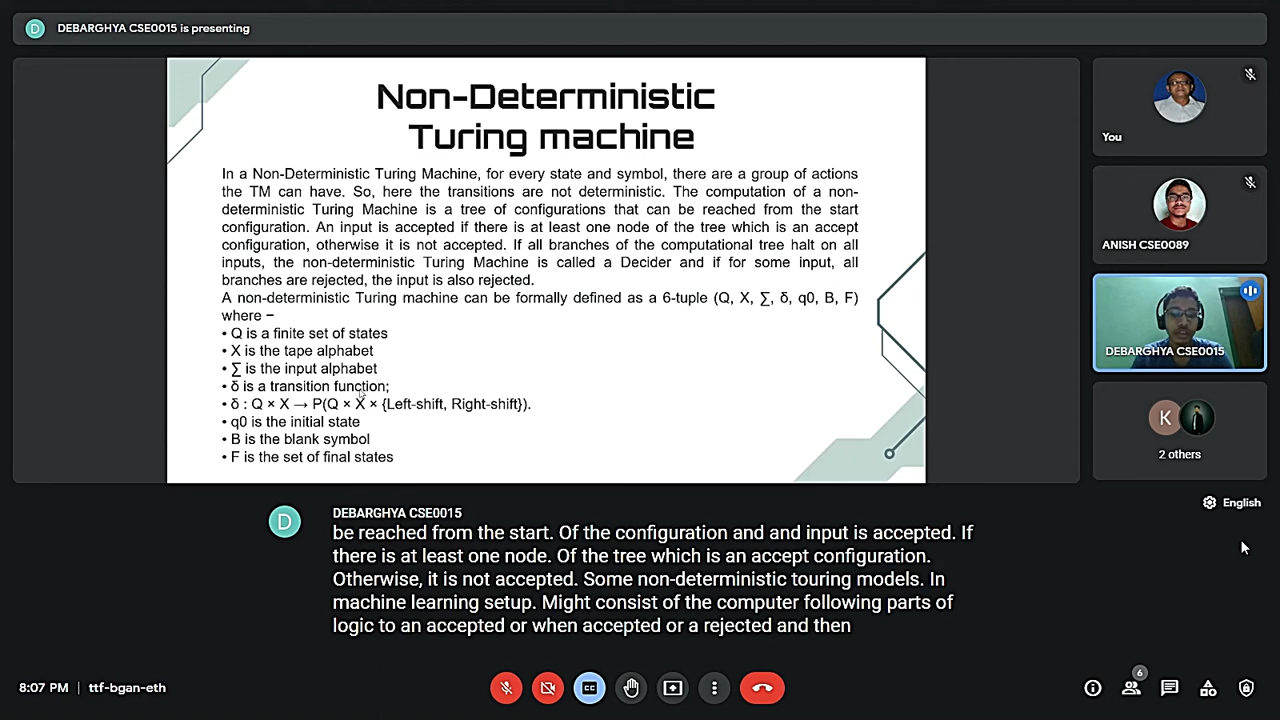 DEBARGHYA CSE0015 is presenting
D
Non-Deterministic
Turing machine
In a Non-Deterministic Turing Machine, for every state and symbol, there are a group of actions
the TM can have. So, here the transitions are not deterministic. The computation of a non-
deterministic Turing Machine is a tree of configurations that can be reached from the start
configuration. An input is accepted if there is at least one node of the tree which is an accept
configuration, otherwise it is not accepted. If all branches of the computational tree halt on all
inputs, the non-deterministic Turing Machine is called a Decider and if for some input, all
branches are rejected, the input is also rejected.
A non-deterministic Turing machine can be formally defined as a 6-tuple (Q, X, ∑, δ, q0, B, F)
where −
• Q is a finite set of states
• X is the tape alphabet
• ∑ is the input alphabet
• δ is a transition function;
• δ : Q × X → P(Q × X × {Left-shift, Right-shift}).
• q0 is the initial state
• B is the blank symbol
• F is the set of final states
You
ANISH CSE0089
DEBARGHYA CSE0015
K
2 others
English
D
DEBARGHYA CSE0015
be reached from the start. Of the configuration and and input is accepted. If
there is at least one node. Of the tree which is an accept configuration.
Otherwise, it is not accepted. Some non-deterministic touring models. In
machine learning setup. Might consist of the computer following parts of
logic to an accepted or when accepted or a rejected and then
8:07 PM | ttf-bgan-eth
CC
6